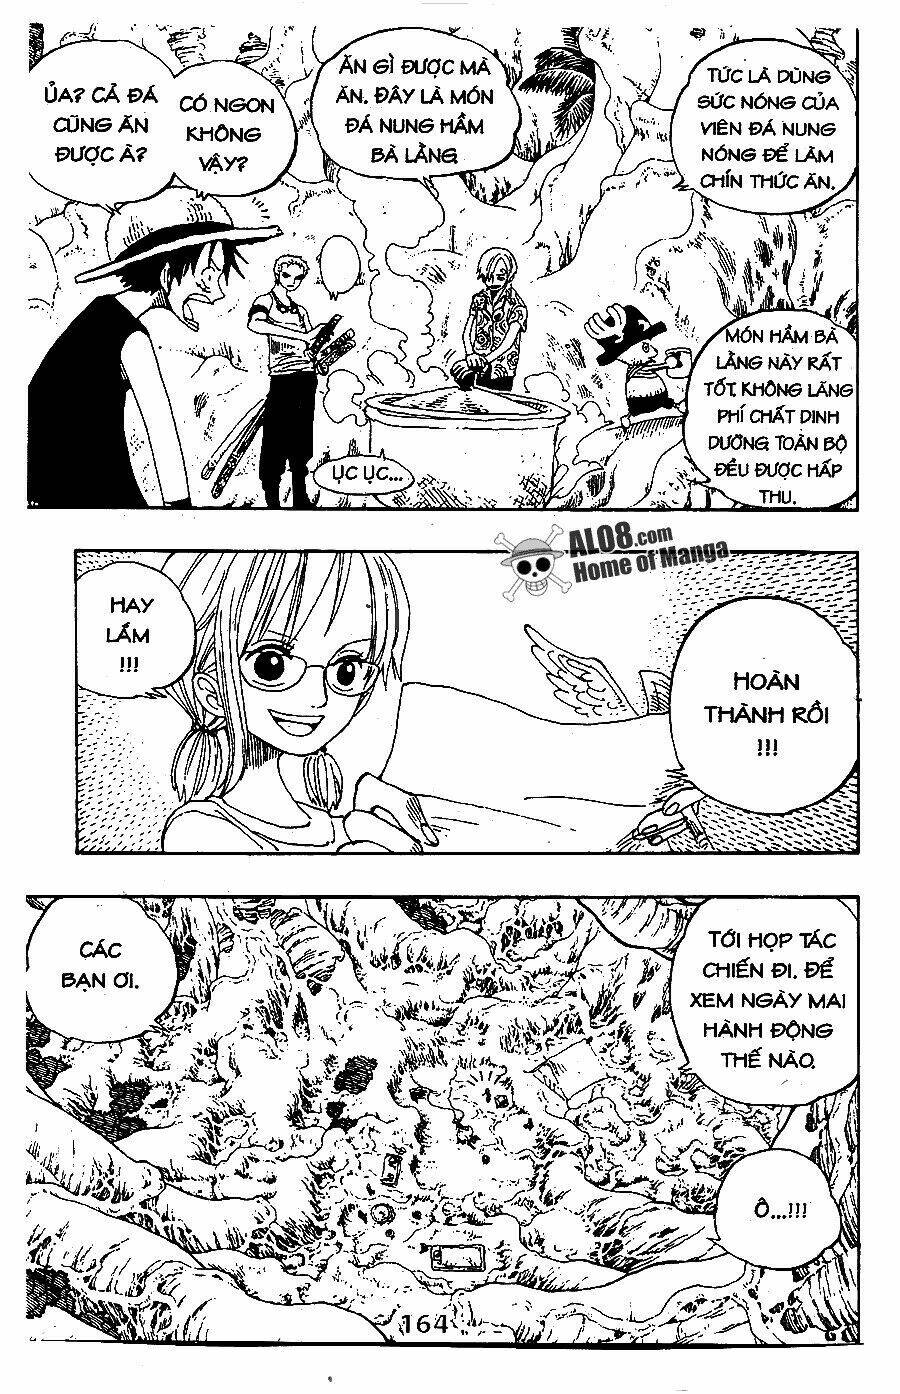 TỨC LÀ DÙNG
SỨC NÓNG CỦA
VIÊN ĐÁ NUNG
NÓNG ĐỂ LÀM
CHÍN THỨC ĂN.
ĂN GÌ ĐƯỢC MÀ
ĂN. ĐÂY LÀ MÓN
ĐÁ NUNG HẦM
BÀ LẰNG.
CÓ NGON
KHÔNG
VẬY?
ỦA? CẢ ĐÁ
CŨNG ĂN
ĐƯỢC À?
MÓN HẦM BÀ
LẰNG NÀY RẤT
TỐT. KHÔNG LÃNG
PHÍ CHẤT DINH
DƯỠNG. TOÀN BỘ
ĐỀU ĐƯỢC HẤP
THU.
ỤC ỤC...
AL08.com
Home of Manga
HOÀN
THÀNH RỒI
!!!
HAY
LẮM
!!!
TỚI HỌP TÁC
CHIẾN ĐI. ĐỂ
XEM NGÀY MAI
HÀNH ĐỘNG
THẾ NÀO.
CÁC
BẠN ƠI.
Ô...!!!
164